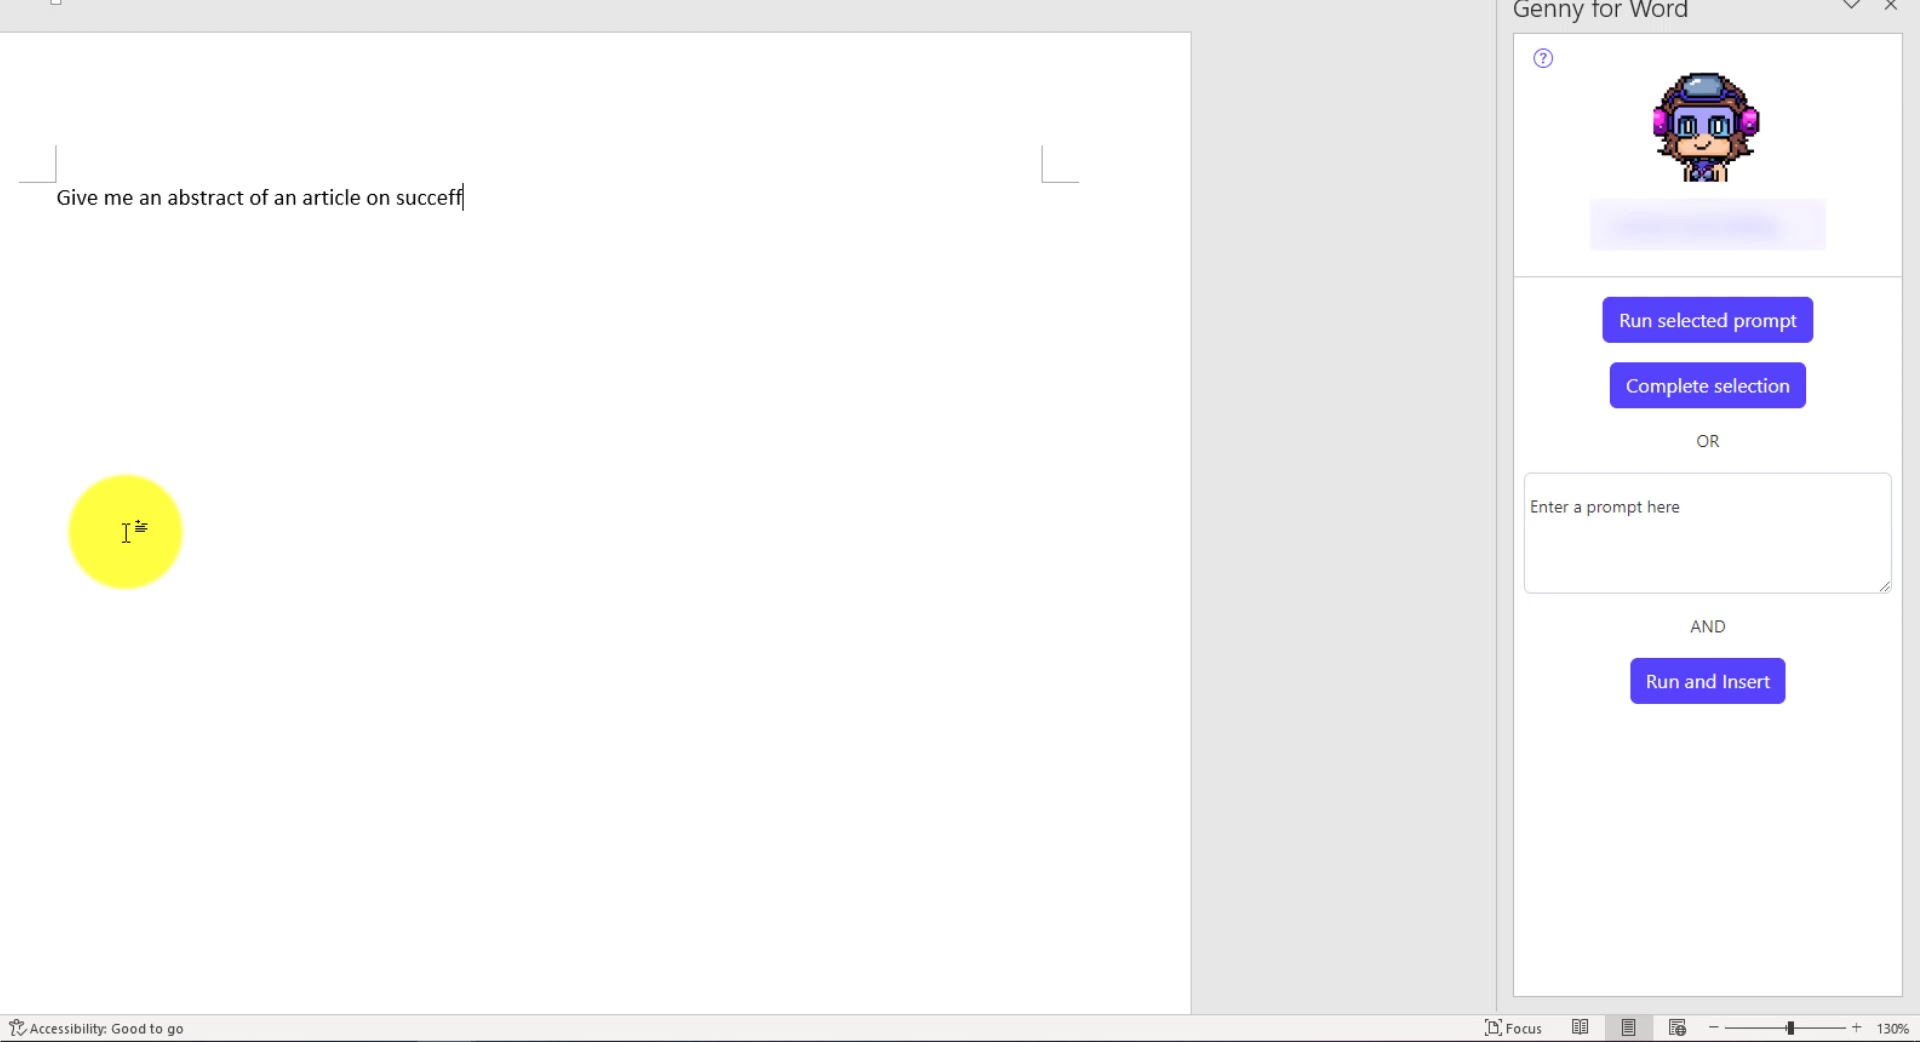 Genny for Word
?
Give me an abstract of an article on succeff
Run selected prompt
Complete selection
OR
Enter a prompt here
AND
Run and Insert
Accessibility: Good to go
Focus
130%